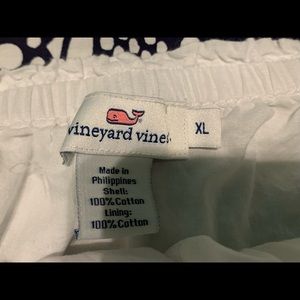 vineyard vines
XL
Made in
Philippines
Shell:
100% Cotton
Lining:
100% Cotton